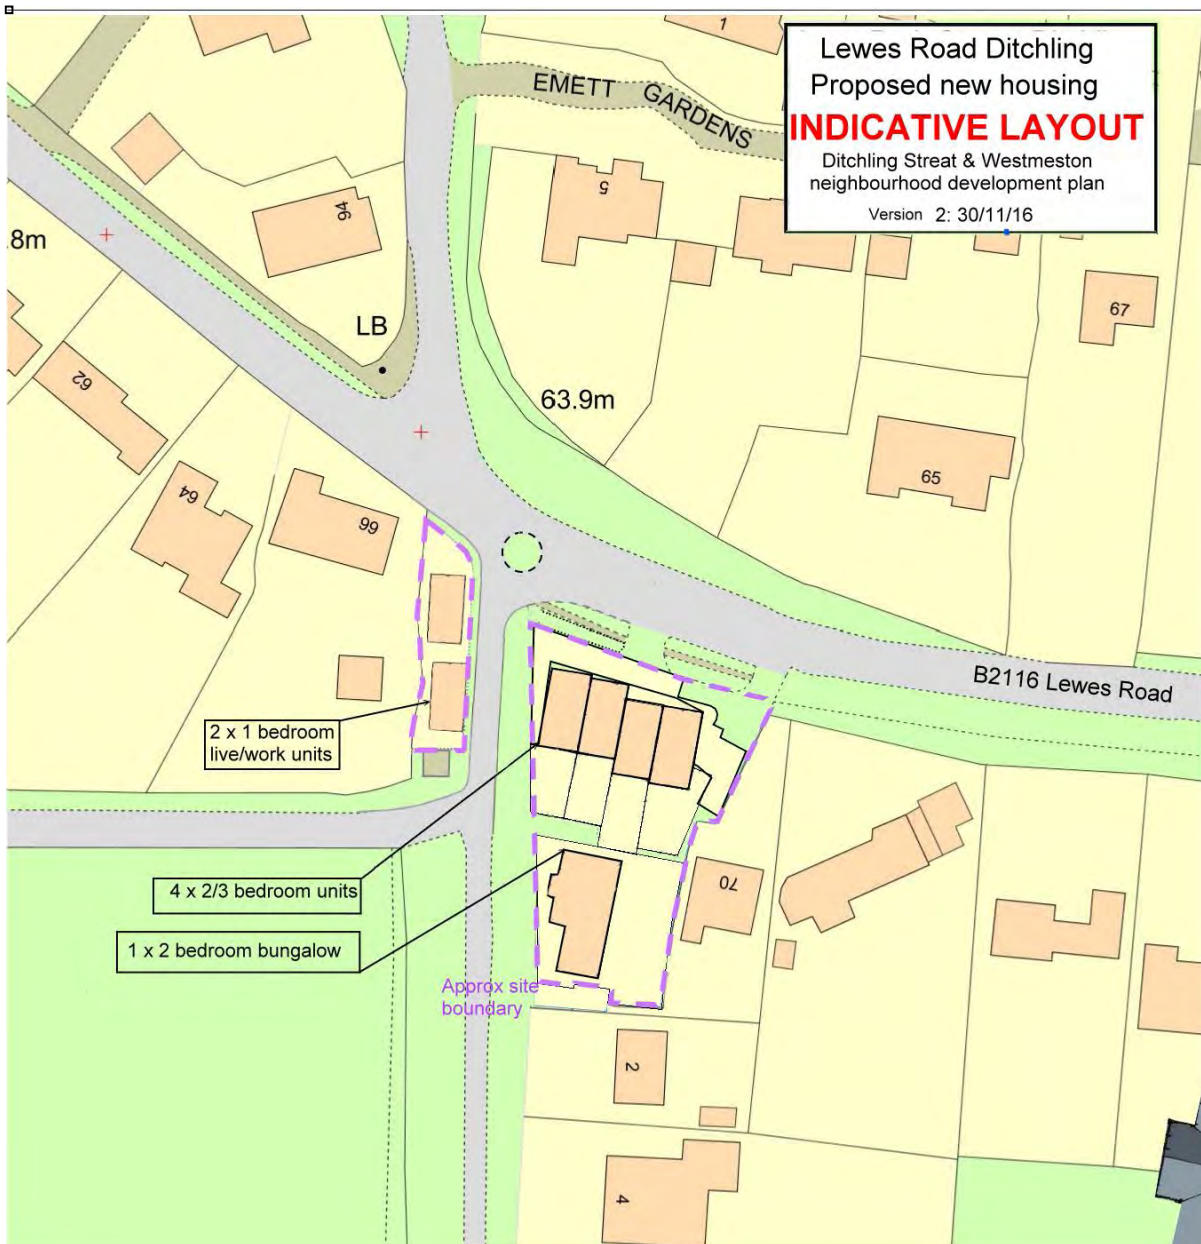 1
Lewes Road Ditchling
Proposed new housing
INDICATIVE LAYOUT
Ditchling Streat & Westmeston
neighbourhood development plan
Version 2: 30/11/16
EMETT GARDENS
5
94
.8m
LB
67
62
63.9m
65
64
66
B2116 Lewes Road
2 x 1 bedroom
live/work units
4 x 2/3 bedroom units
70
1 x 2 bedroom bungalow
Approx site
boundary
2
4